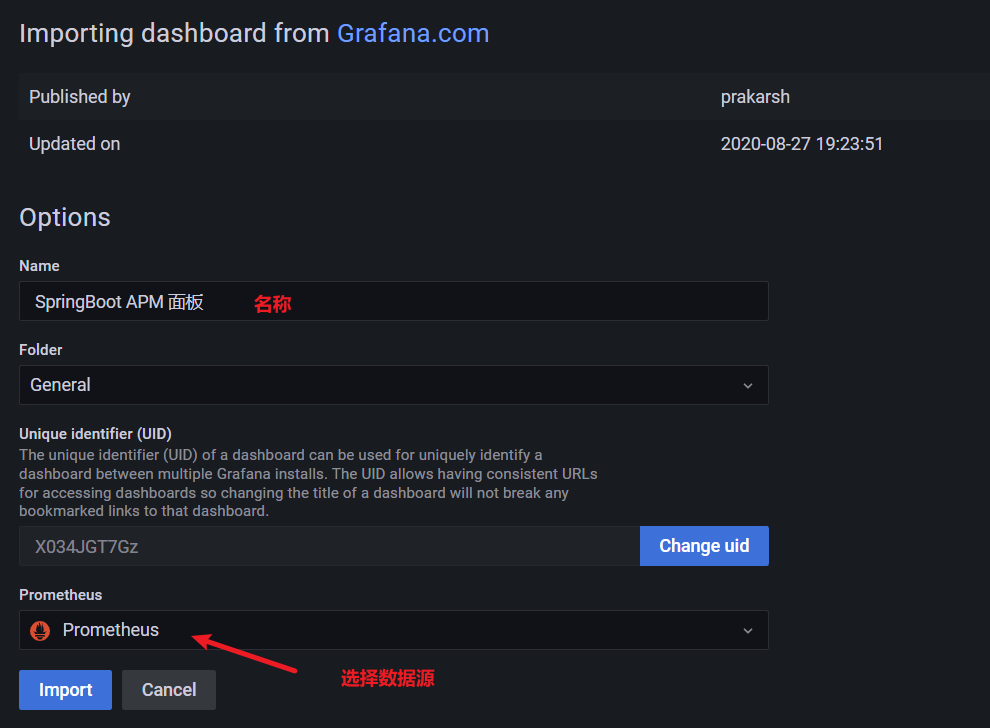 Importing dashboard from Grafana.com
Published by prakarsh
Updated on 2020-08-27 19:23:51
Options
Name
SpringBoot APM 面板 名称
Folder
General
Unique identifier (UID)
The unique identifier (UID) of a dashboard can be used for uniquely identify a
dashboard between multiple Grafana installs. The UID allows having consistent URLs
for accessing dashboards so changing the title of a dashboard will not break any
bookmarked links to that dashboard.
X034JGT7Gz Change uid
Prometheus
Prometheus
选择数据源
Import Cancel